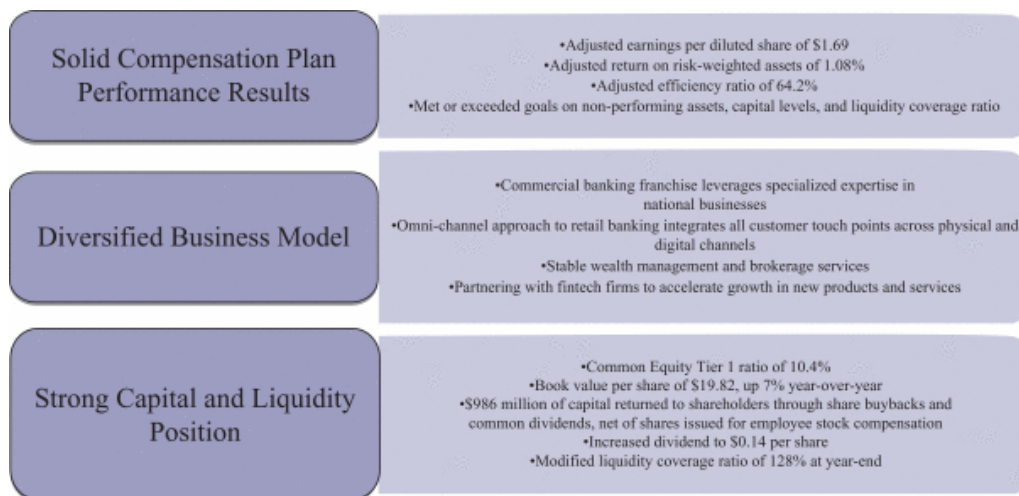 Solid Compensation Plan
Performance Results
•Adjusted earnings per diluted share of $1.69
•Adjusted return on risk-weighted assets of 1.08%
•Adjusted efficiency ratio of 64.2%
•Met or exceeded goals on non-performing assets, capital levels, and liquidity coverage ratio
Diversified Business Model
•Commercial banking franchise leverages specialized expertise in
national businesses
•Omni-channel approach to retail banking integrates all customer touch points across physical and
digital channels
•Stable wealth management and brokerage services
•Partnering with fintech firms to accelerate growth in new products and services
Strong Capital and Liquidity
Position
•Common Equity Tier 1 ratio of 10.4%
•Book value per share of $19.82, up 7% year-over-year
•$986 million of capital returned to shareholders through share buybacks and
common dividends, net of shares issued for employee stock compensation
•Increased dividend to $0.14 per share
•Modified liquidity coverage ratio of 128% at year-end